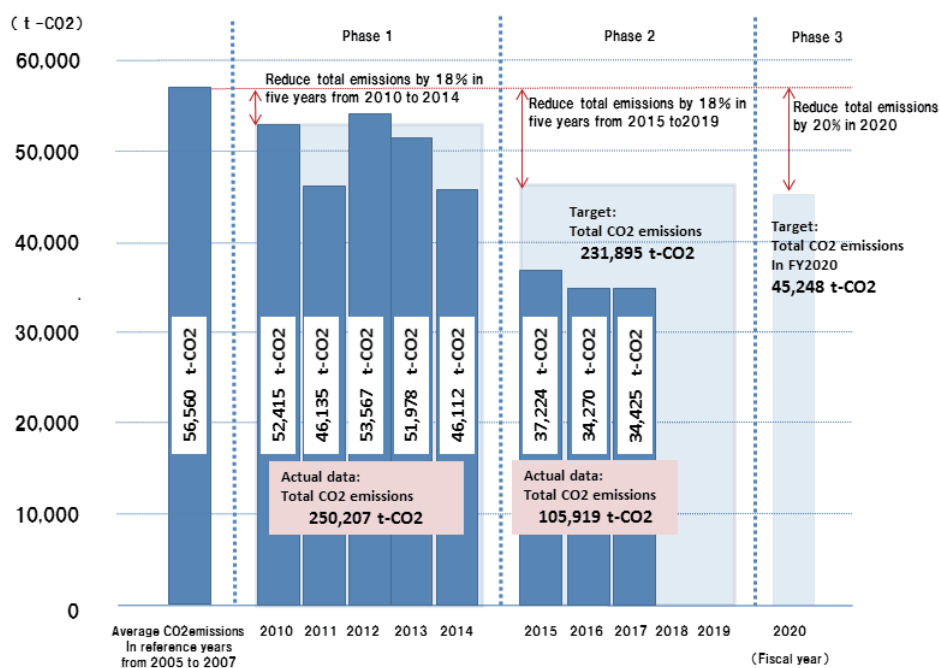 (t-CO2)
Phase 1
Phase 2
Phase 3
60,000
50,000
40,000
30,000
20,000
10,000
0
Reduce total emissions by 18% in
five years from 2010 to 2014
Reduce total emissions by 18% in
five years from 2015 to2019
Reduce total emissions
by 20% in 2020
Target:
Total CO2 emissions
231,895 t-CO2
Target:
Total CO2 emissions
In FY2020
45,248 t-CO2
56,560 t-CO2
52,415 t-CO2
46,135 t-CO2
53,567 t-CO2
51,978 t-CO2
46,112 t-CO2
37,224 t-CO2
34,270 t-CO2
34,425 t-CO2
Actual data:
Total CO2 emissions
250,207 t-CO2
Actual data:
Total CO2 emissions
105,919 t-CO2
Average CO2emissions
In reference years
from 2005 to 2007
2010
2011
2012
2013
2014
2015
2016
2017
2018
2019
2020
(Fiscal year)